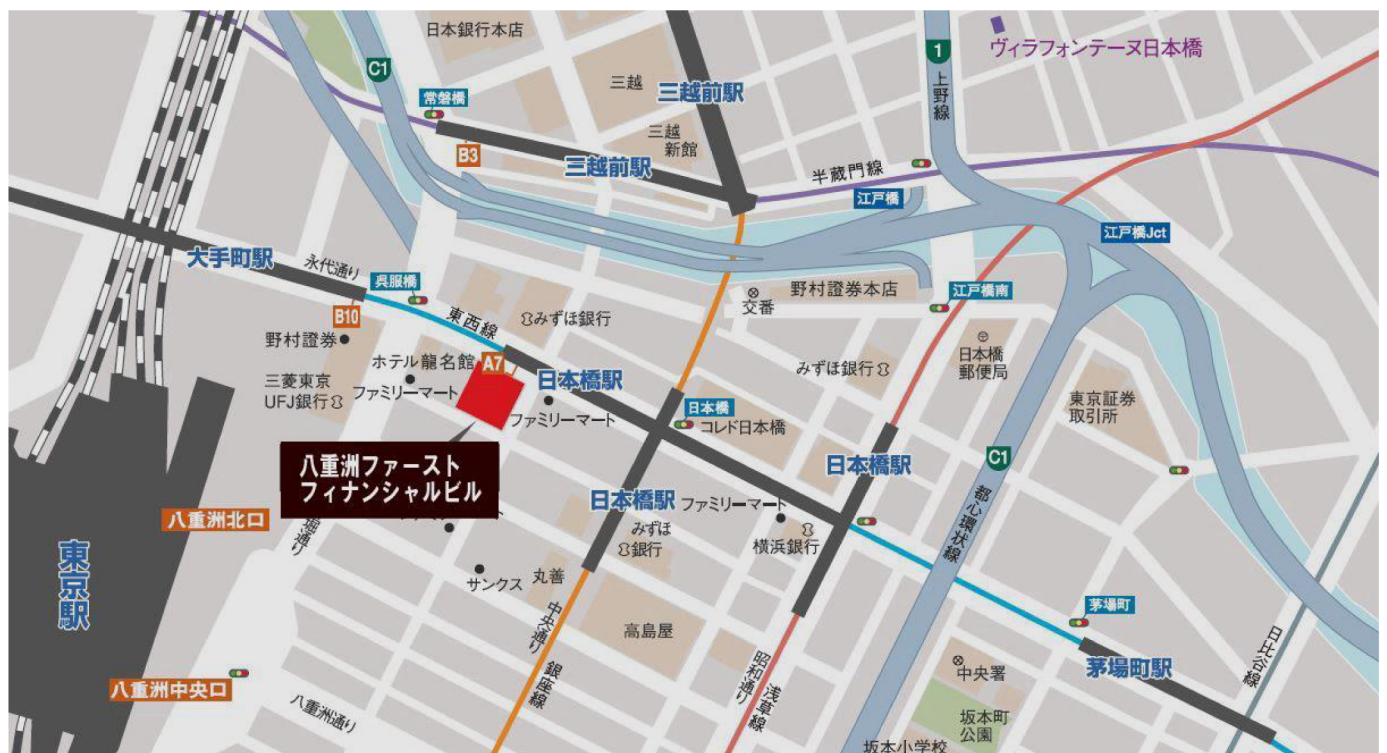 日本銀行本店
C1
1
上野線
ヴィラフォンテーヌ日本橋
三越
三越前駅
常磐橋
三越
新館
B3
三越前駅
半蔵門線
江戸橋
江戸橋Jct
大手町駅
永代通り
呉服橋
B10
東西線
みずほ銀行
交番
野村證券本店
江戸橋南
野村證券
ホテル龍名館
A7
日本橋駅
みずほ銀行
日本橋
郵便局
三菱東京
UFJ銀行
ファミリーマート
ファミリーマート
日本橋
コレド日本橋
東京証券
取引所
八重洲ファースト
フィナンシャルビル
日本橋駅
日本橋駅
C1
都心環状線
八重洲北口
堀通り
ト
みずほ
銀行
ファミリーマート
横浜銀行
東京駅
サンクス
丸善
中央通り
高島屋
茅場町
茅場町駅
日比谷線
八重洲中央口
八重洲通り
銀座線
昭和通り
浅草線
中央署
坂本町
公園
坂本小学校